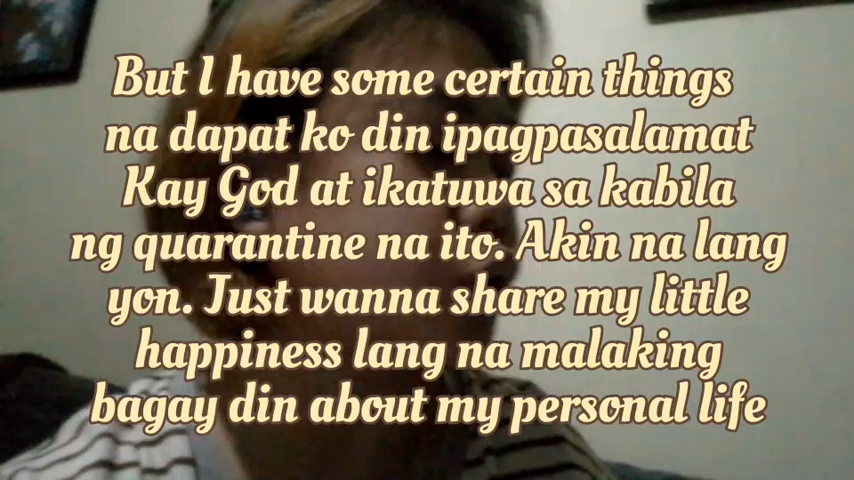 But I have some certain things
na dapat ko din ipagpasalamat
Kay God at ikatuwa sa kabila
ng quarantine na ito. Akin na lang
yon. Just wanna share my little
happiness lang na malaking
bagay din about my personal life